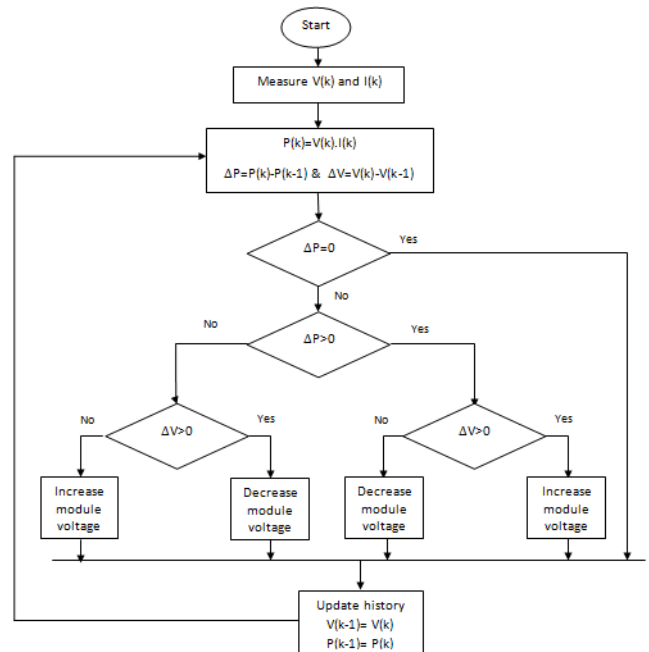 Start
Measure V(k) and I(k)
P(k)=V(k).I(k)
ΔP=P(k)-P(k-1) & ΔV=V(k)-V(k-1)
ΔP=0
Yes
No
ΔP>0
No
Yes
ΔV>0
No
Yes
ΔV>0
No
Yes
Increase
module
voltage
Decrease
module
voltage
Decrease
module
voltage
Increase
module
voltage
Update history
V(k-1)= V(k)
P(k-1)= P(k)